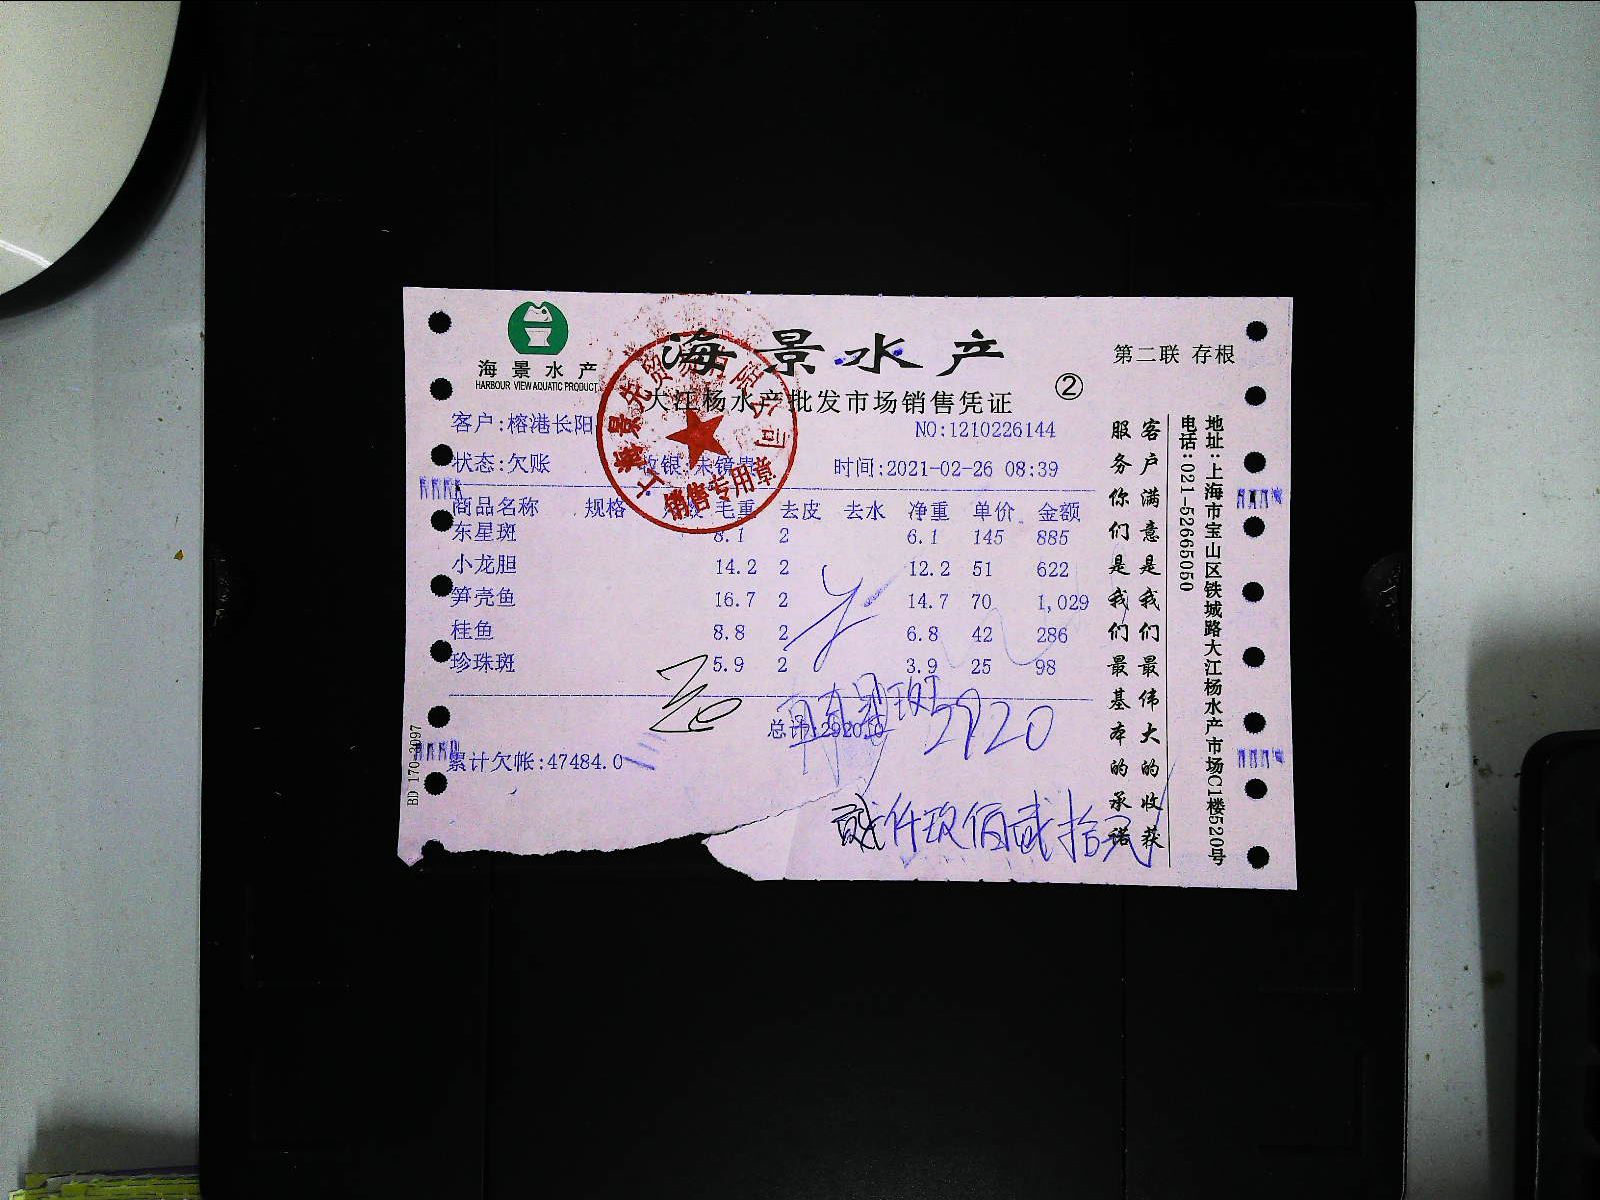 海景水产
HARBOUR VIEW AQUATIC PRODUCT
海景水产
第二联 存根
②
大江杨水产批发市场销售凭证
客户:榕港长阳
NO:1210226144
状态:欠账
时间:2021-02-26 08:39
销售专用章
商品名称 规格 毛重 去皮 去水 净重 单价 金额
东星斑 8.1 2 6.1 145 885
小龙胆 14.2 2 12.2 51 622
笋壳鱼 16.7 2 14.7 70 1,029
桂鱼 8.8 2 6.8 42 286
珍珠斑 5.9 2 3.9 25 98
总计:
2920
累计欠帐:47484.0
贰仟玖佰贰拾元
BD 170-3097
客户满意是我们最伟大的收获
服务你们是我们最基本的承诺
地址:上海市宝山区铁城路大江杨水产市场C1楼520号
电话:021-52665050